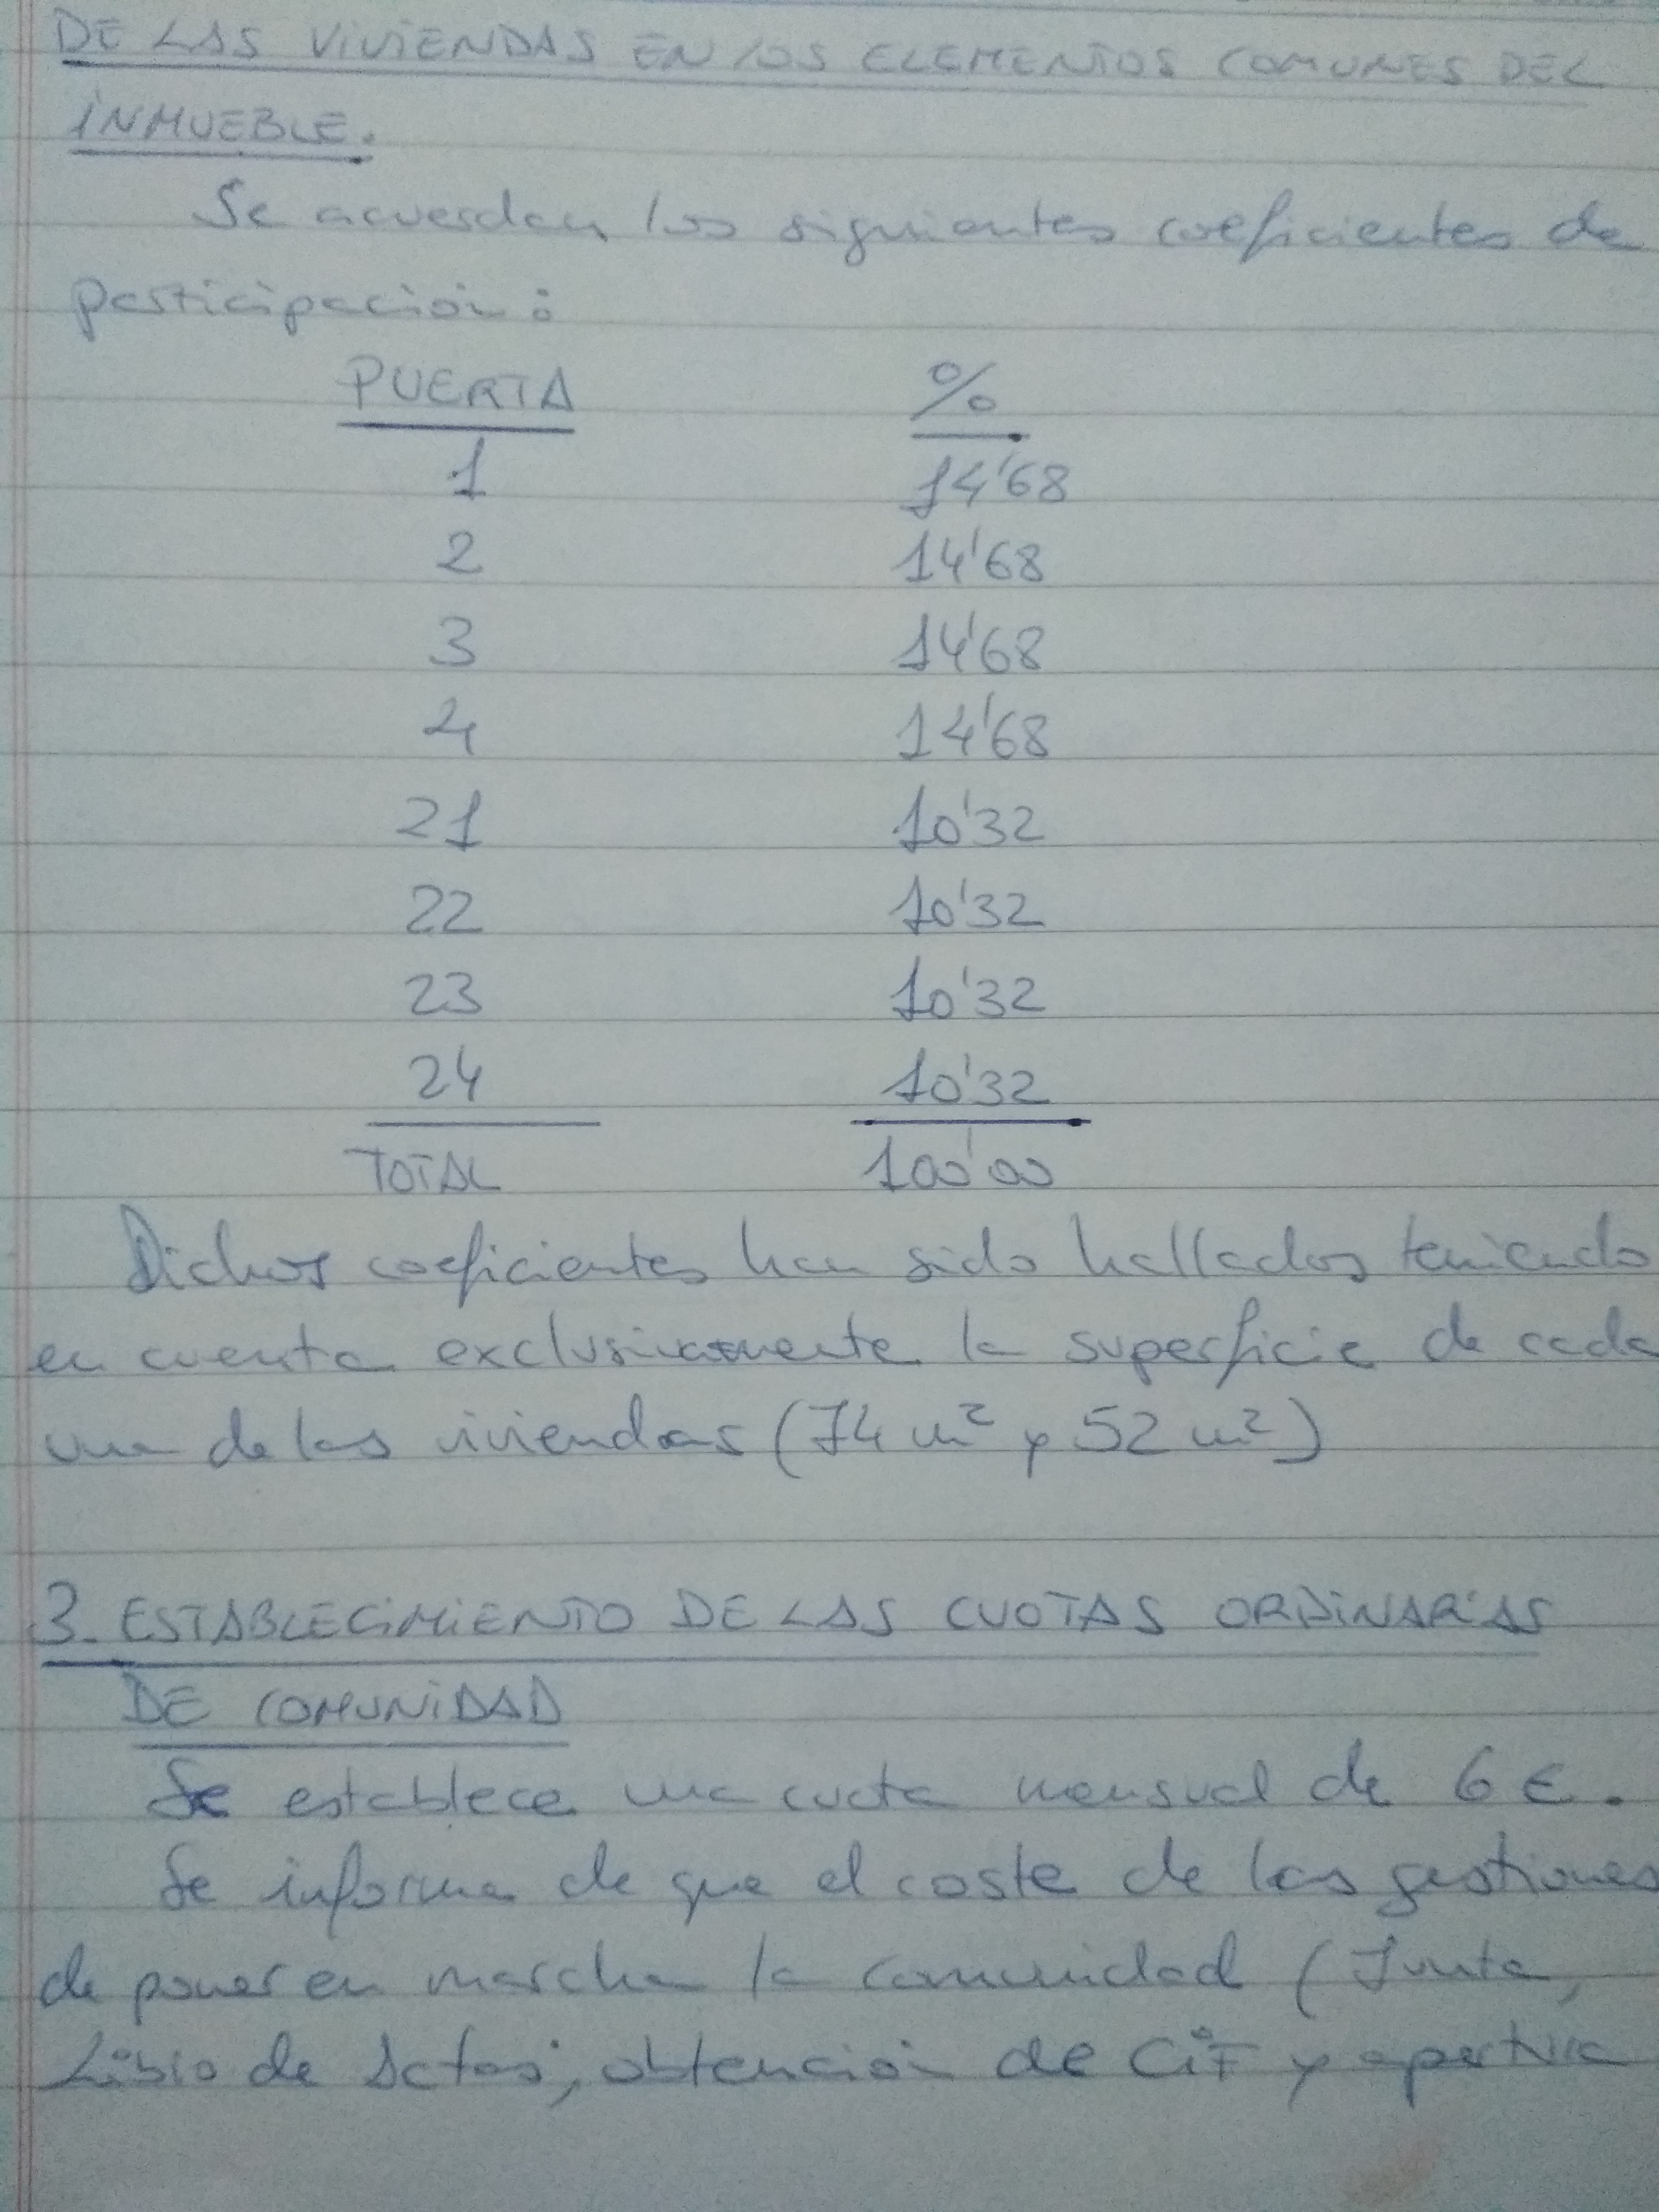 DE LAS VIVIENDAS EN LOS ELEMENTOS COMUNES DEL
INMUEBLE.
Se acuerdan los siguientes coeficientes de
participación:
PUERTA %
1 14'68
2 14'68
3 14'68
4 14'68
21 10'32
22 10'32
23 10'32
24 10'32
TOTAL 100'00
Dichos coeficientes han sido hallados teniendo
en cuenta exclusivamente la superficie de cada
una de las viviendas (74 m² y 52 m²)
3. ESTABLECIMIENTO DE LAS CUOTAS ORDINARIAS
DE COMUNIDAD
Se establece una cuota mensual de 6 €.
Se informa de que el coste de las gestiones
de poner en marcha la comunidad (Junta,
Libro de Actas, obtención de CIF y apertura